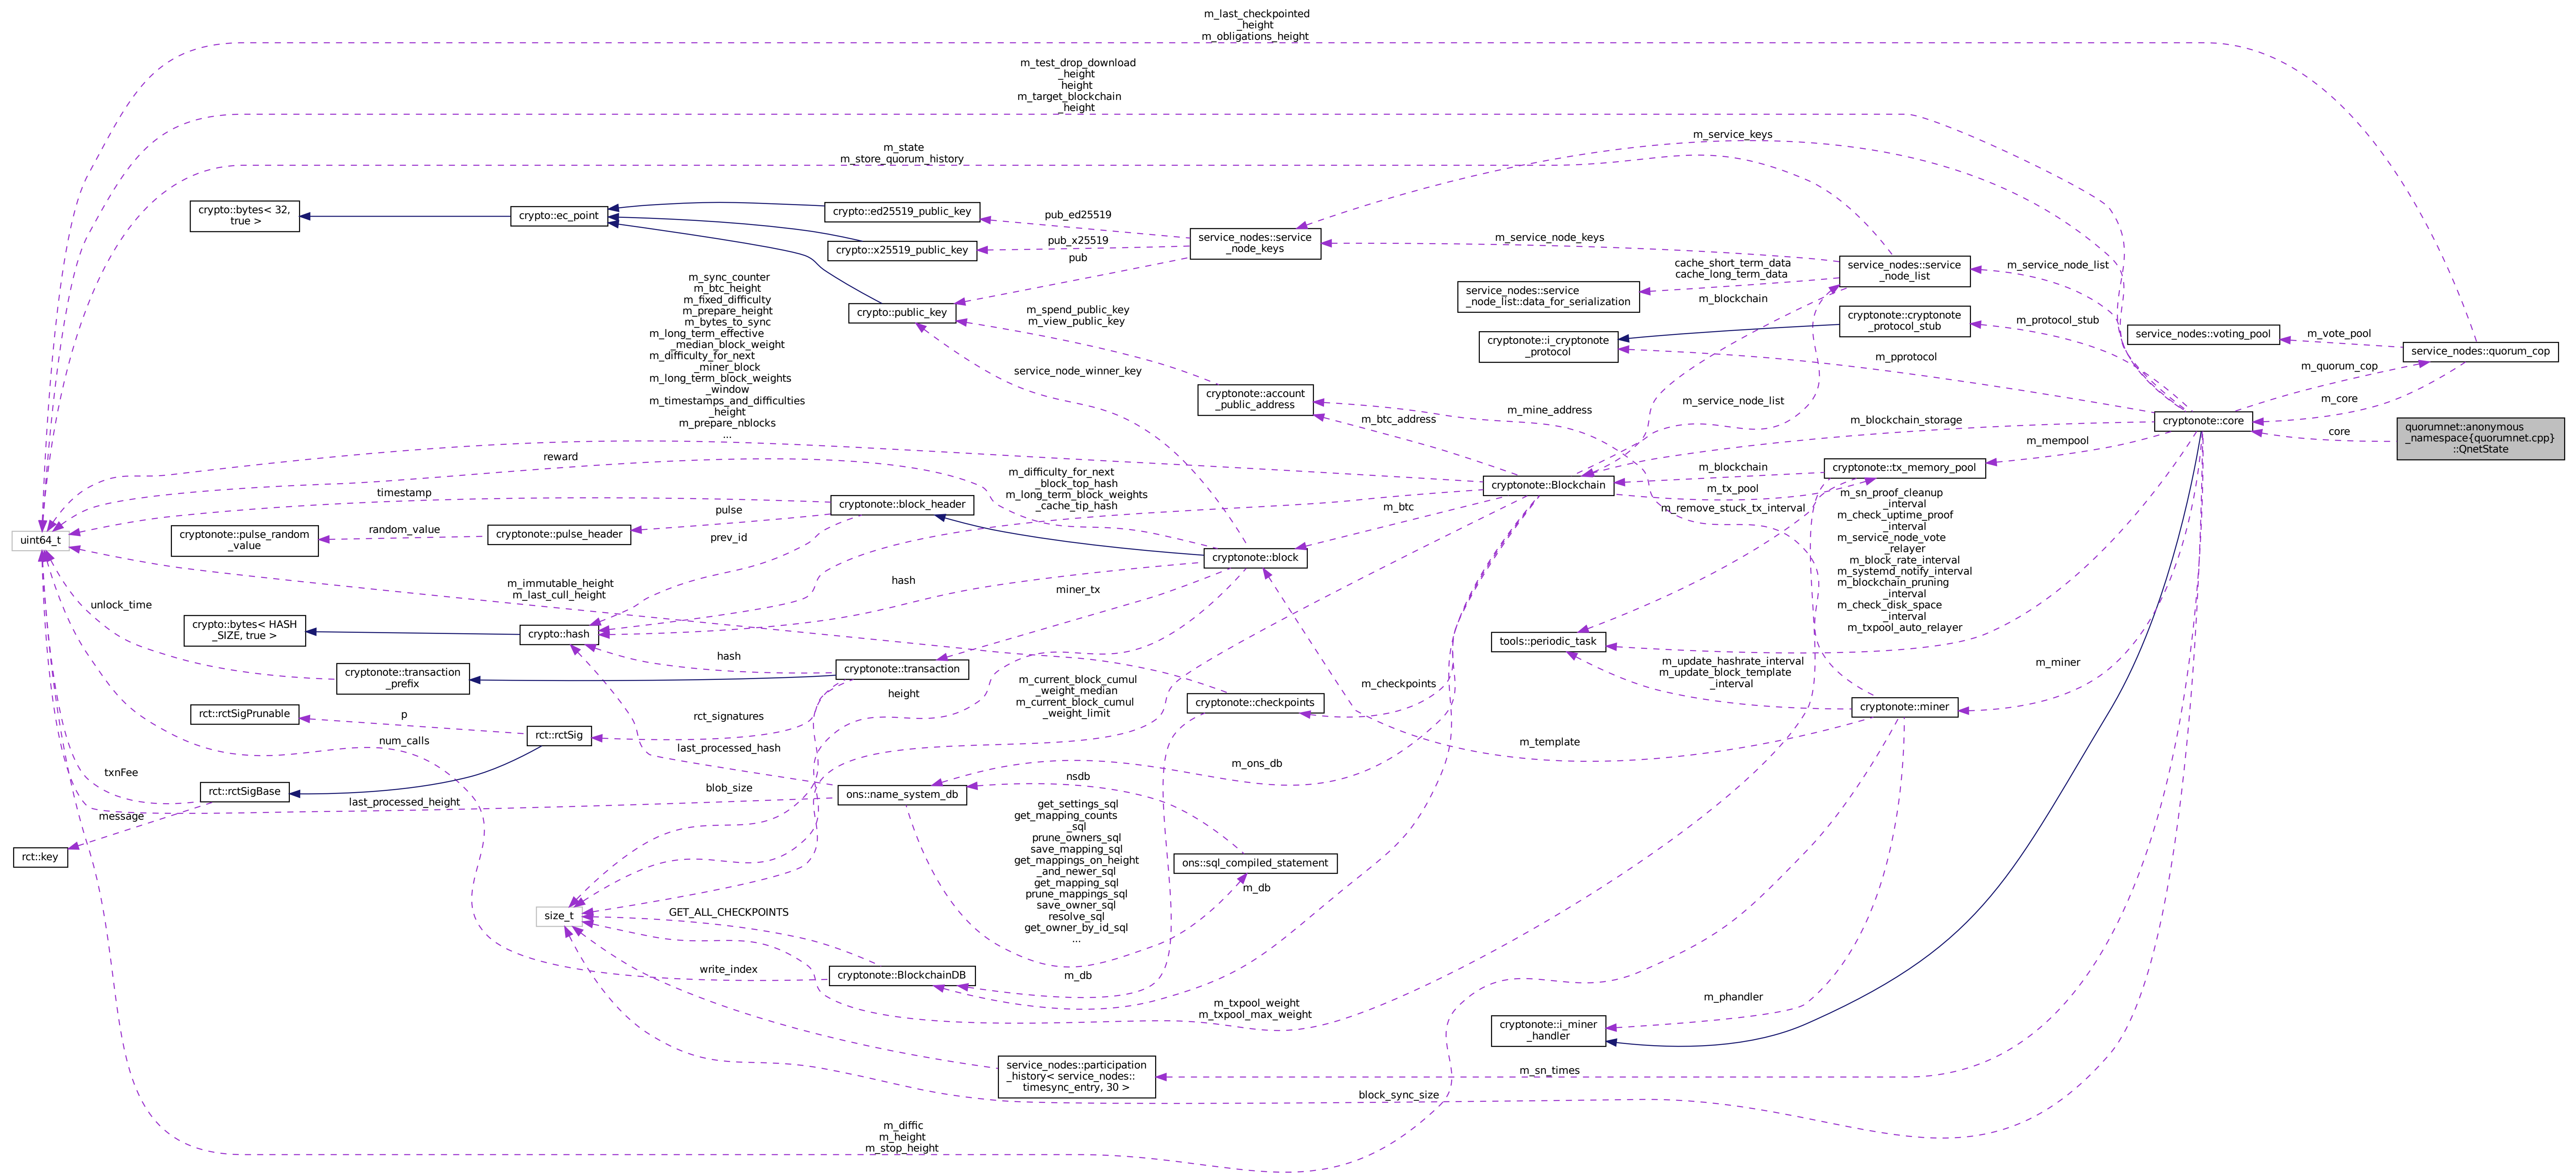 m_last_checkpointed
_height
m_obligations_height
m_test_drop_download
_height
height
m_target_blockchain
_height
m_service_keys
m_state
m_store_quorum_history
crypto::bytes< 32,
true >
crypto::ec_point
crypto::ed25519_public_key
pub_ed25519
crypto::x25519_public_key
pub_x25519
pub
service_nodes::service
_node_keys
m_service_node_keys
service_nodes::service
_node_list
m_service_node_list
cache_short_term_data
cache_long_term_data
service_nodes::service
_node_list::data_for_serialization
m_blockchain
crypto::public_key
m_spend_public_key
m_view_public_key
cryptonote::cryptonote
_protocol_stub
m_protocol_stub
cryptonote::i_cryptonote
_protocol
m_pprotocol
service_nodes::voting_pool
m_vote_pool
service_nodes::quorum_cop
m_quorum_cop
m_core
m_sync_counter
m_btc_height
m_fixed_difficulty
m_prepare_height
m_bytes_to_sync
m_long_term_effective
_median_block_weight
m_difficulty_for_next
_miner_block
m_long_term_block_weights
_window
m_timestamps_and_difficulties
_height
m_prepare_nblocks
...
service_node_winner_key
cryptonote::account
_public_address
m_mine_address
m_btc_address
m_service_node_list
m_blockchain_storage
cryptonote::core
core
quorumnet::anonymous
_namespace{quorumnet.cpp}
::QnetState
m_mempool
reward
m_difficulty_for_next
_block_top_hash
m_long_term_block_weights
_cache_tip_hash
cryptonote::Blockchain
m_blockchain
m_tx_pool
cryptonote::tx_memory_pool
m_remove_stuck_tx_interval
timestamp
cryptonote::block_header
pulse
prev_id
m_btc
uint64_t
cryptonote::pulse_random
_value
random_value
cryptonote::pulse_header
cryptonote::block
m_sn_proof_cleanup
_interval
m_check_uptime_proof
_interval
m_service_node_vote
_relayer
m_block_rate_interval
m_systemd_notify_interval
m_blockchain_pruning
_interval
m_check_disk_space
_interval
m_txpool_auto_relayer
m_immutable_height
m_last_cull_height
hash
miner_tx
unlock_time
crypto::bytes< HASH
_SIZE, true >
crypto::hash
tools::periodic_task
hash
cryptonote::transaction
cryptonote::transaction
_prefix
m_update_hashrate_interval
m_update_block_template
_interval
m_miner
m_checkpoints
height
m_current_block_cumul
_weight_median
m_current_block_cumul
_weight_limit
cryptonote::checkpoints
cryptonote::miner
rct::rctSigPrunable
p
rct_signatures
rct::rctSig
num_calls
last_processed_hash
m_template
m_ons_db
nsdb
txnFee
rct::rctSigBase
last_processed_height
blob_size
ons::name_system_db
message
rct::key
get_settings_sql
get_mapping_counts
_sql
prune_owners_sql
save_mapping_sql
get_mappings_on_height
_and_newer_sql
get_mapping_sql
prune_mappings_sql
save_owner_sql
resolve_sql
get_owner_by_id_sql
...
ons::sql_compiled_statement
m_db
size_t
GET_ALL_CHECKPOINTS
write_index
cryptonote::BlockchainDB
m_db
m_txpool_weight
m_txpool_max_weight
m_phandler
cryptonote::i_miner
_handler
service_nodes::participation
_history< service_nodes::
timesync_entry, 30 >
m_sn_times
block_sync_size
m_diffic
m_height
m_stop_height